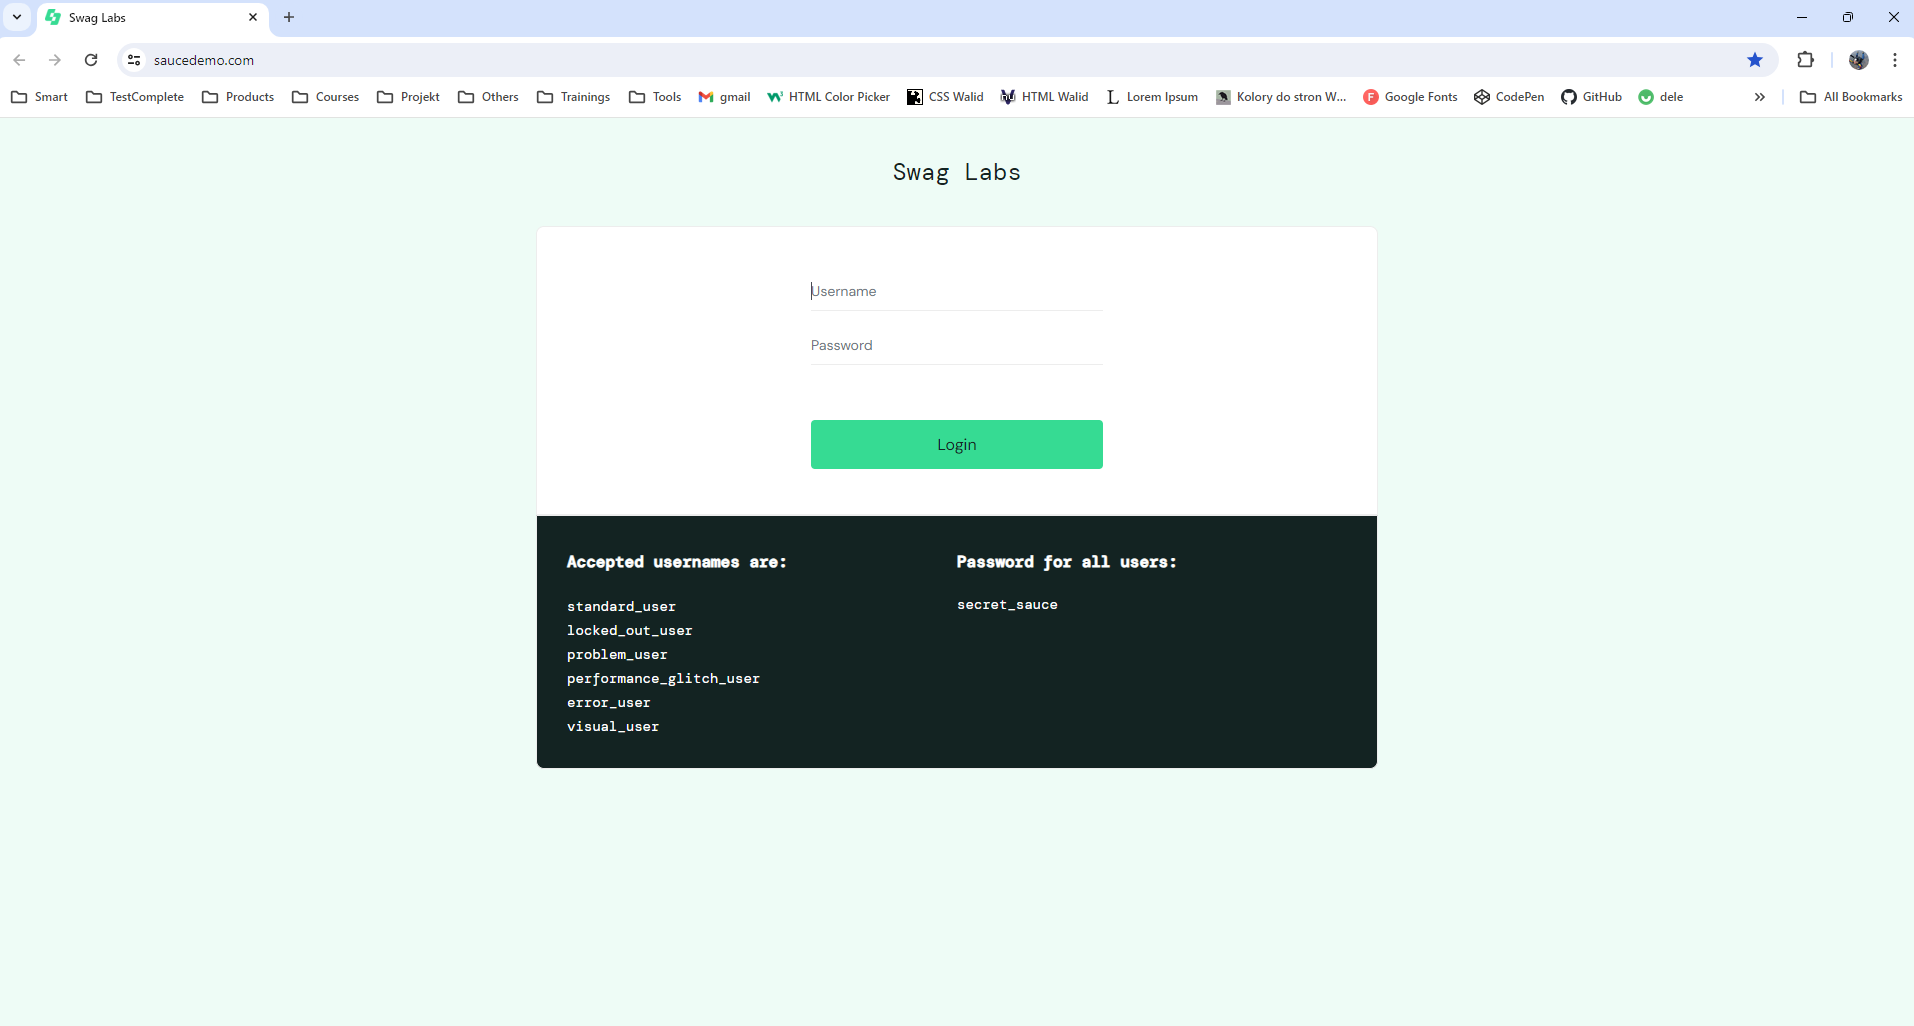 Swag Labs
saucedemo.com
Smart TestComplete Products Courses Projekt Others Trainings Tools gmail HTML Color Picker CSS Walid HTML Walid Lorem Ipsum Kolory do stron W... Google Fonts CodePen GitHub dele All Bookmarks
Swag Labs
Username
Password
Login
Accepted usernames are:
standard_user
locked_out_user
problem_user
performance_glitch_user
error_user
visual_user
Password for all users:
secret_sauce